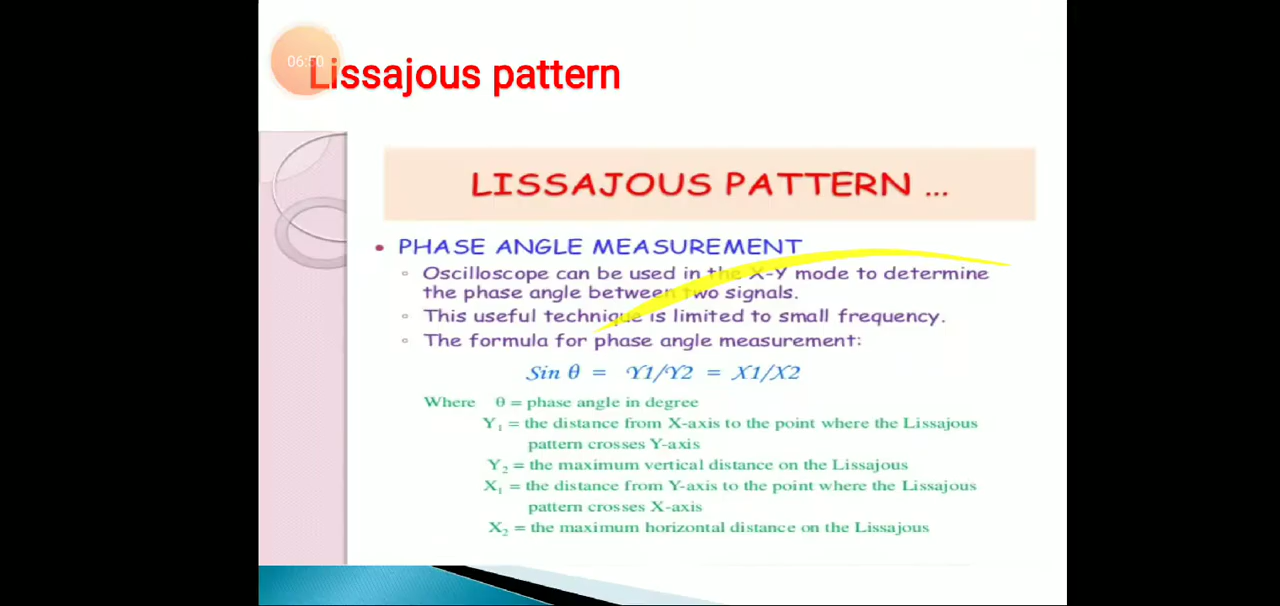 06:50
Lissajous pattern
LISSAJOUS PATTERN ...
• PHASE ANGLE MEASUREMENT
◦ Oscilloscope can be used in the X-Y mode to determine
the phase angle between two signals.
◦ This useful technique is limited to small frequency.
◦ The formula for phase angle measurement:
Sin θ = Y1/Y2 = X1/X2
Where θ = phase angle in degree
Y₁ = the distance from X-axis to the point where the Lissajous
pattern crosses Y-axis
Y₂ = the maximum vertical distance on the Lissajous
X₁ = the distance from Y-axis to the point where the Lissajous
pattern crosses X-axis
X₂ = the maximum horizontal distance on the Lissajous